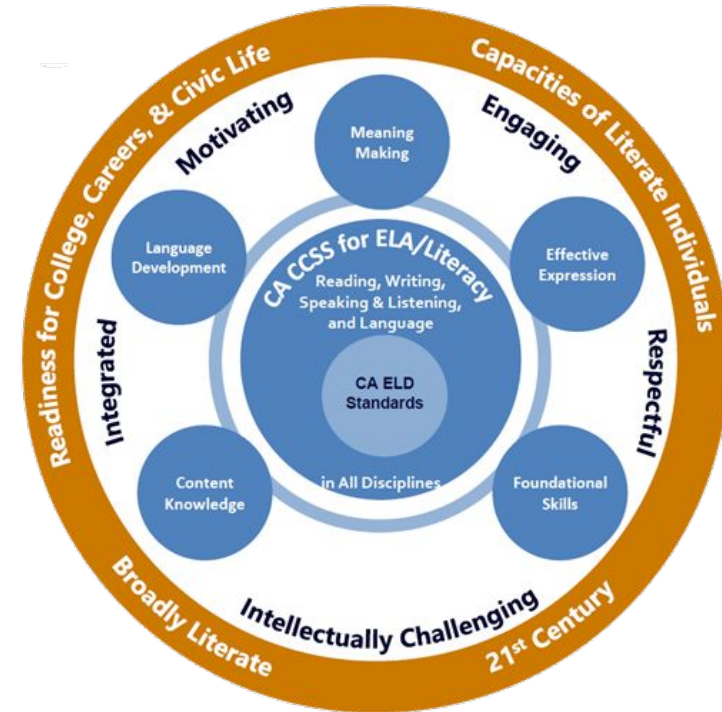 Readiness for College, Careers, & Civic Life
Capacities of Literate Individuals
21st Century
Broadly Literate
Motivating
Engaging
Respectful
Intellectually Challenging
Integrated
Meaning
Making
Effective
Expression
Foundational
Skills
Content
Knowledge
Language
Development
CA CCSS for ELA/Literacy
Reading, Writing,
Speaking & Listening,
and Language
CA ELD
Standards
in All Disciplines